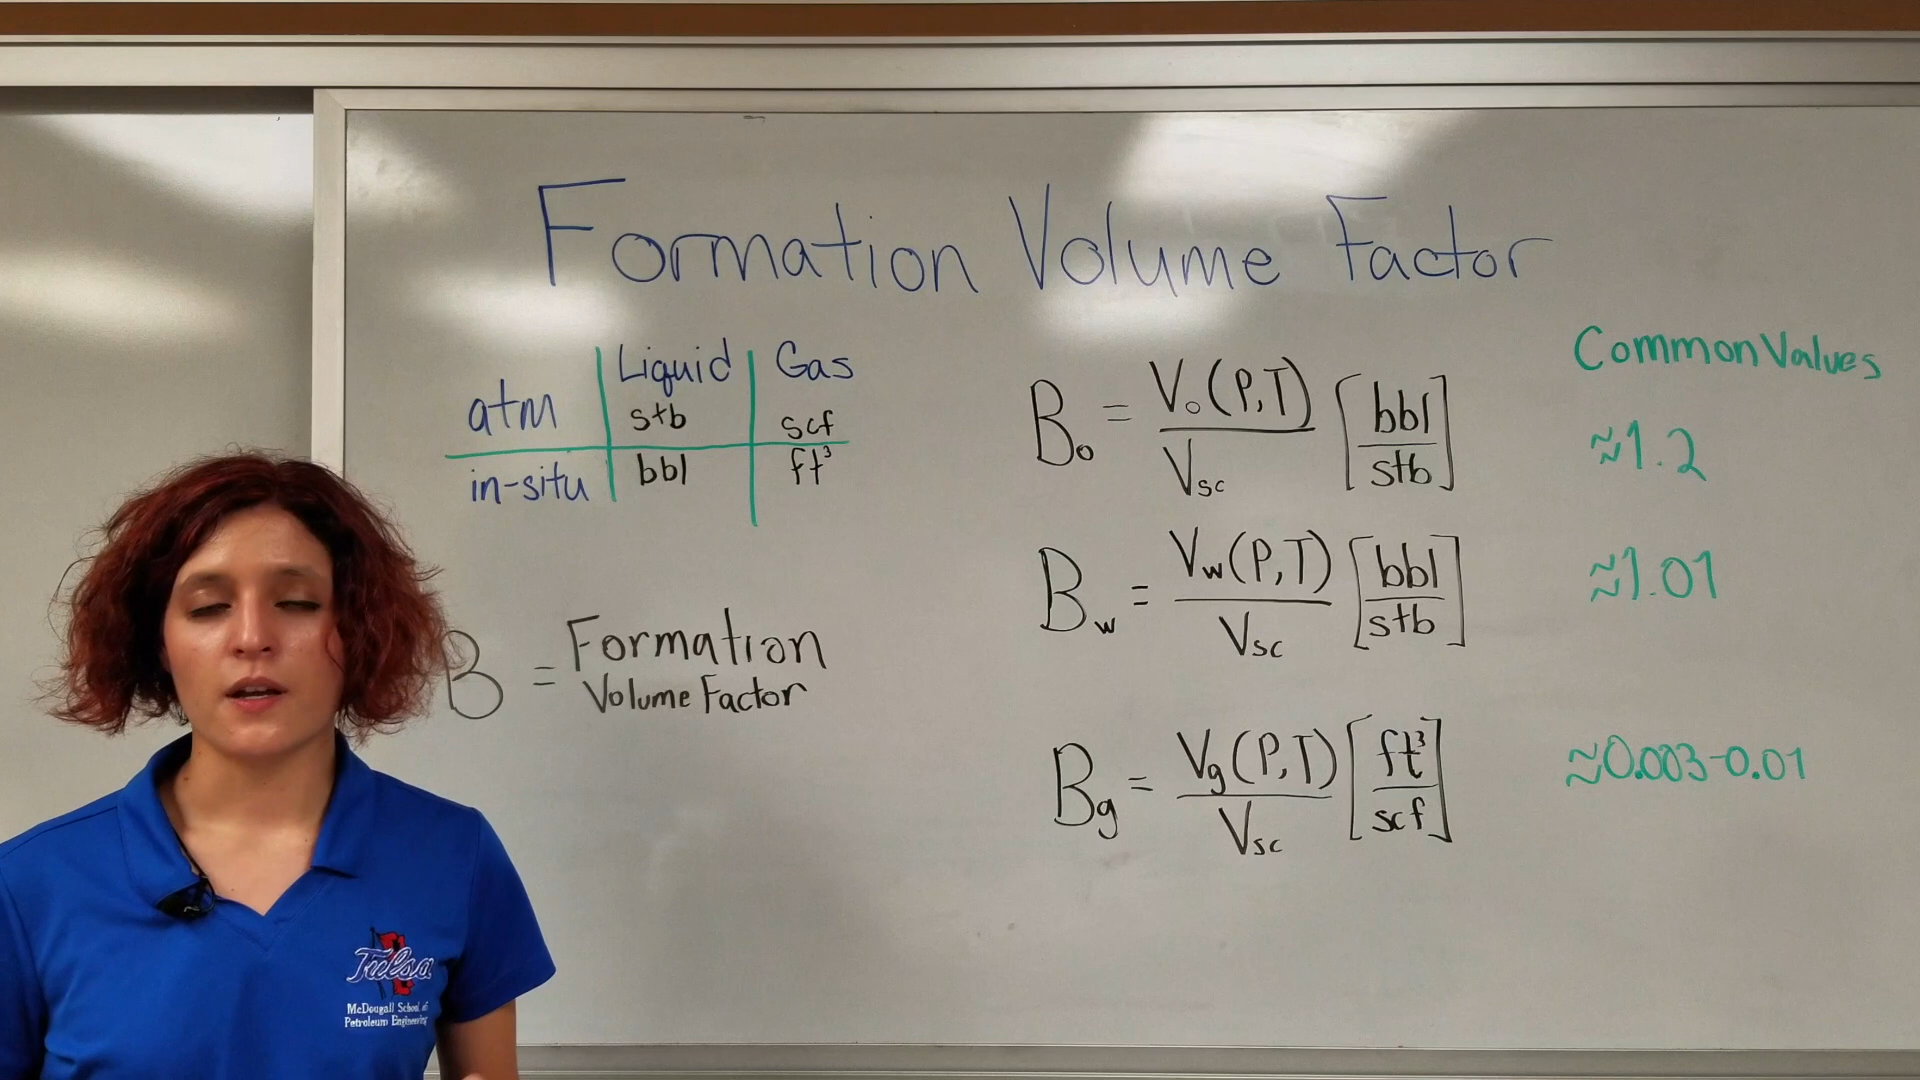 Formation Volume Factor
Liquid Gas
atm stb scf
in-situ bbl ft³
B = Formation
Volume Factor
Common Values
Bo = Vo(P,T) / Vsc [bbl / stb] ≈1.2
Bw = Vw(P,T) / Vsc [bbl / stb] ≈1.01
Bg = Vg(P,T) / Vsc [ft³ / scf] ≈0.003-0.01
Tulsa
McDougall School of
Petroleum Engineering